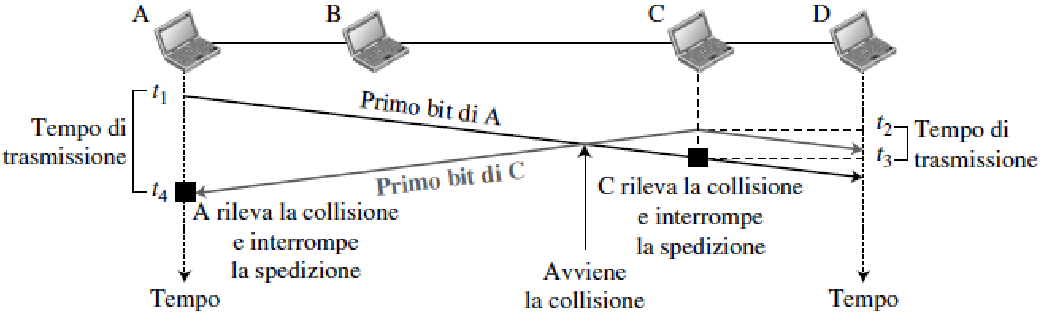 A
B
C
D
t1
Primo bit di A
Tempo di
trasmissione
t2
t3
Tempo di
trasmissione
Primo bit di C
t4
C rileva la collisione
e interrompe
la spedizione
A rileva la collisione
e interrompe
la spedizione
Avviene
la collisione
Tempo
Tempo